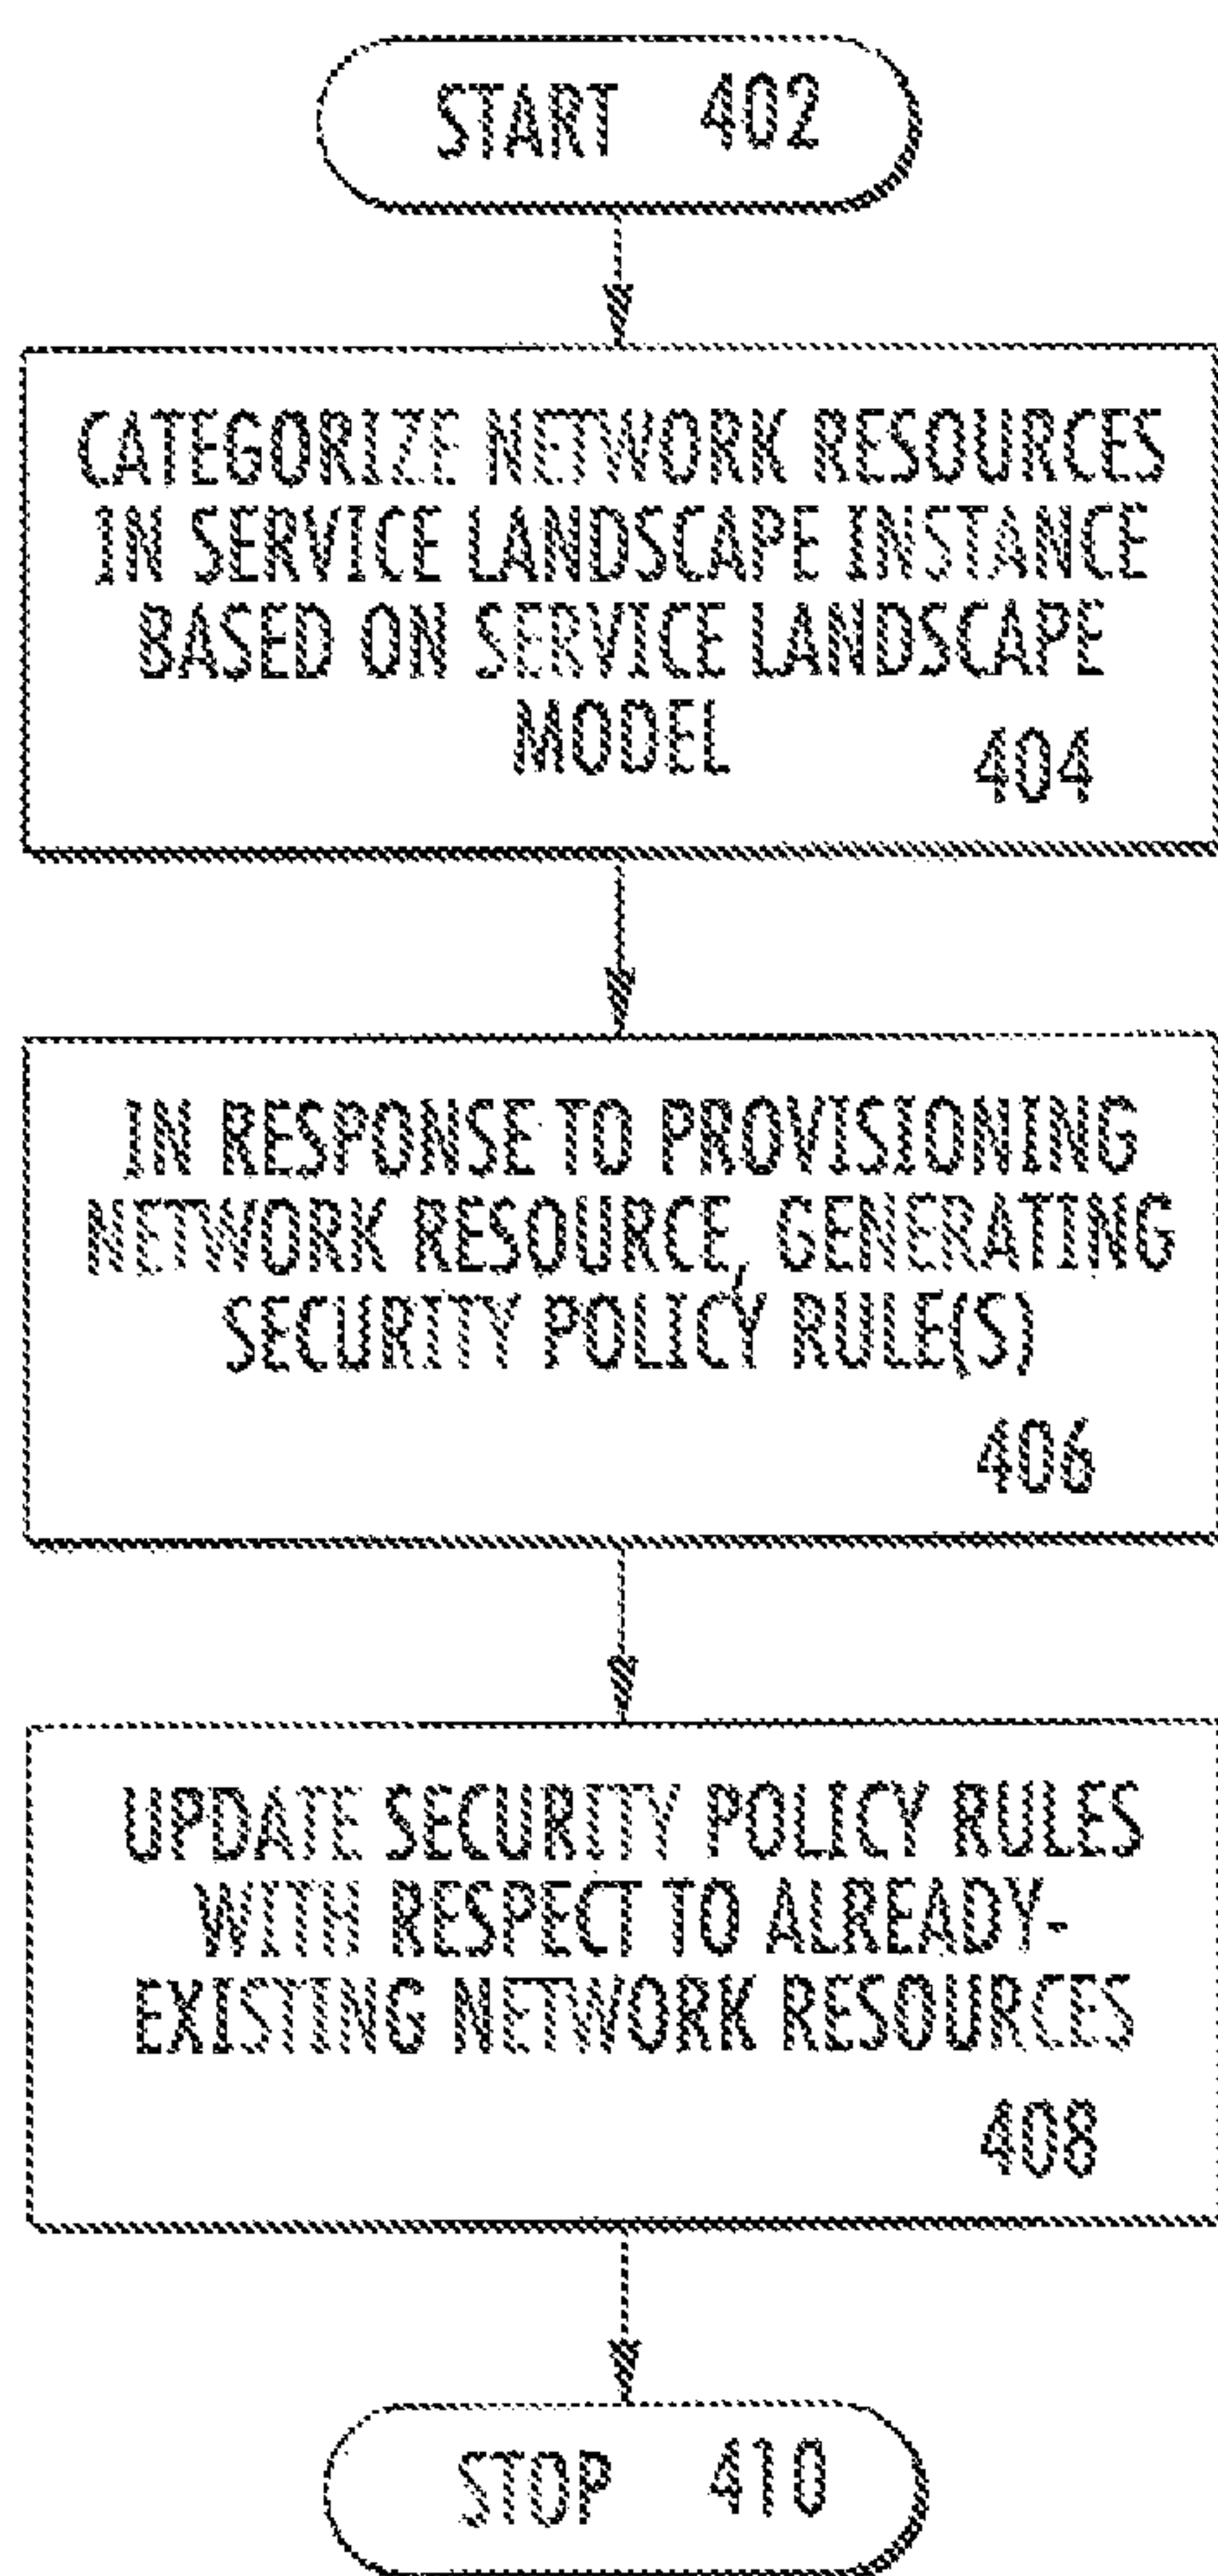 START 402
CATEGORIZE NETWORK RESOURCES
IN SERVICE LANDSCAPE INSTANCE
BASED ON SERVICE LANDSCAPE
MODEL
404
IN RESPONSE TO PROVISIONING
NETWORK RESOURCE, GENERATING
SECURITY POLICY RULE(S)
406
UPDATE SECURITY POLICY RULES
WITH RESPECT TO ALREADY-
EXISTING NETWORK RESOURCES
408
STOP 410